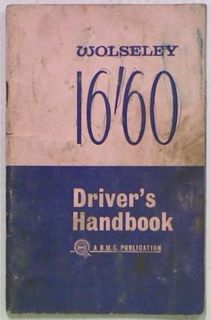 WOLSELEY
16/60
Driver's
Handbook
A B.M.C. PUBLICATION